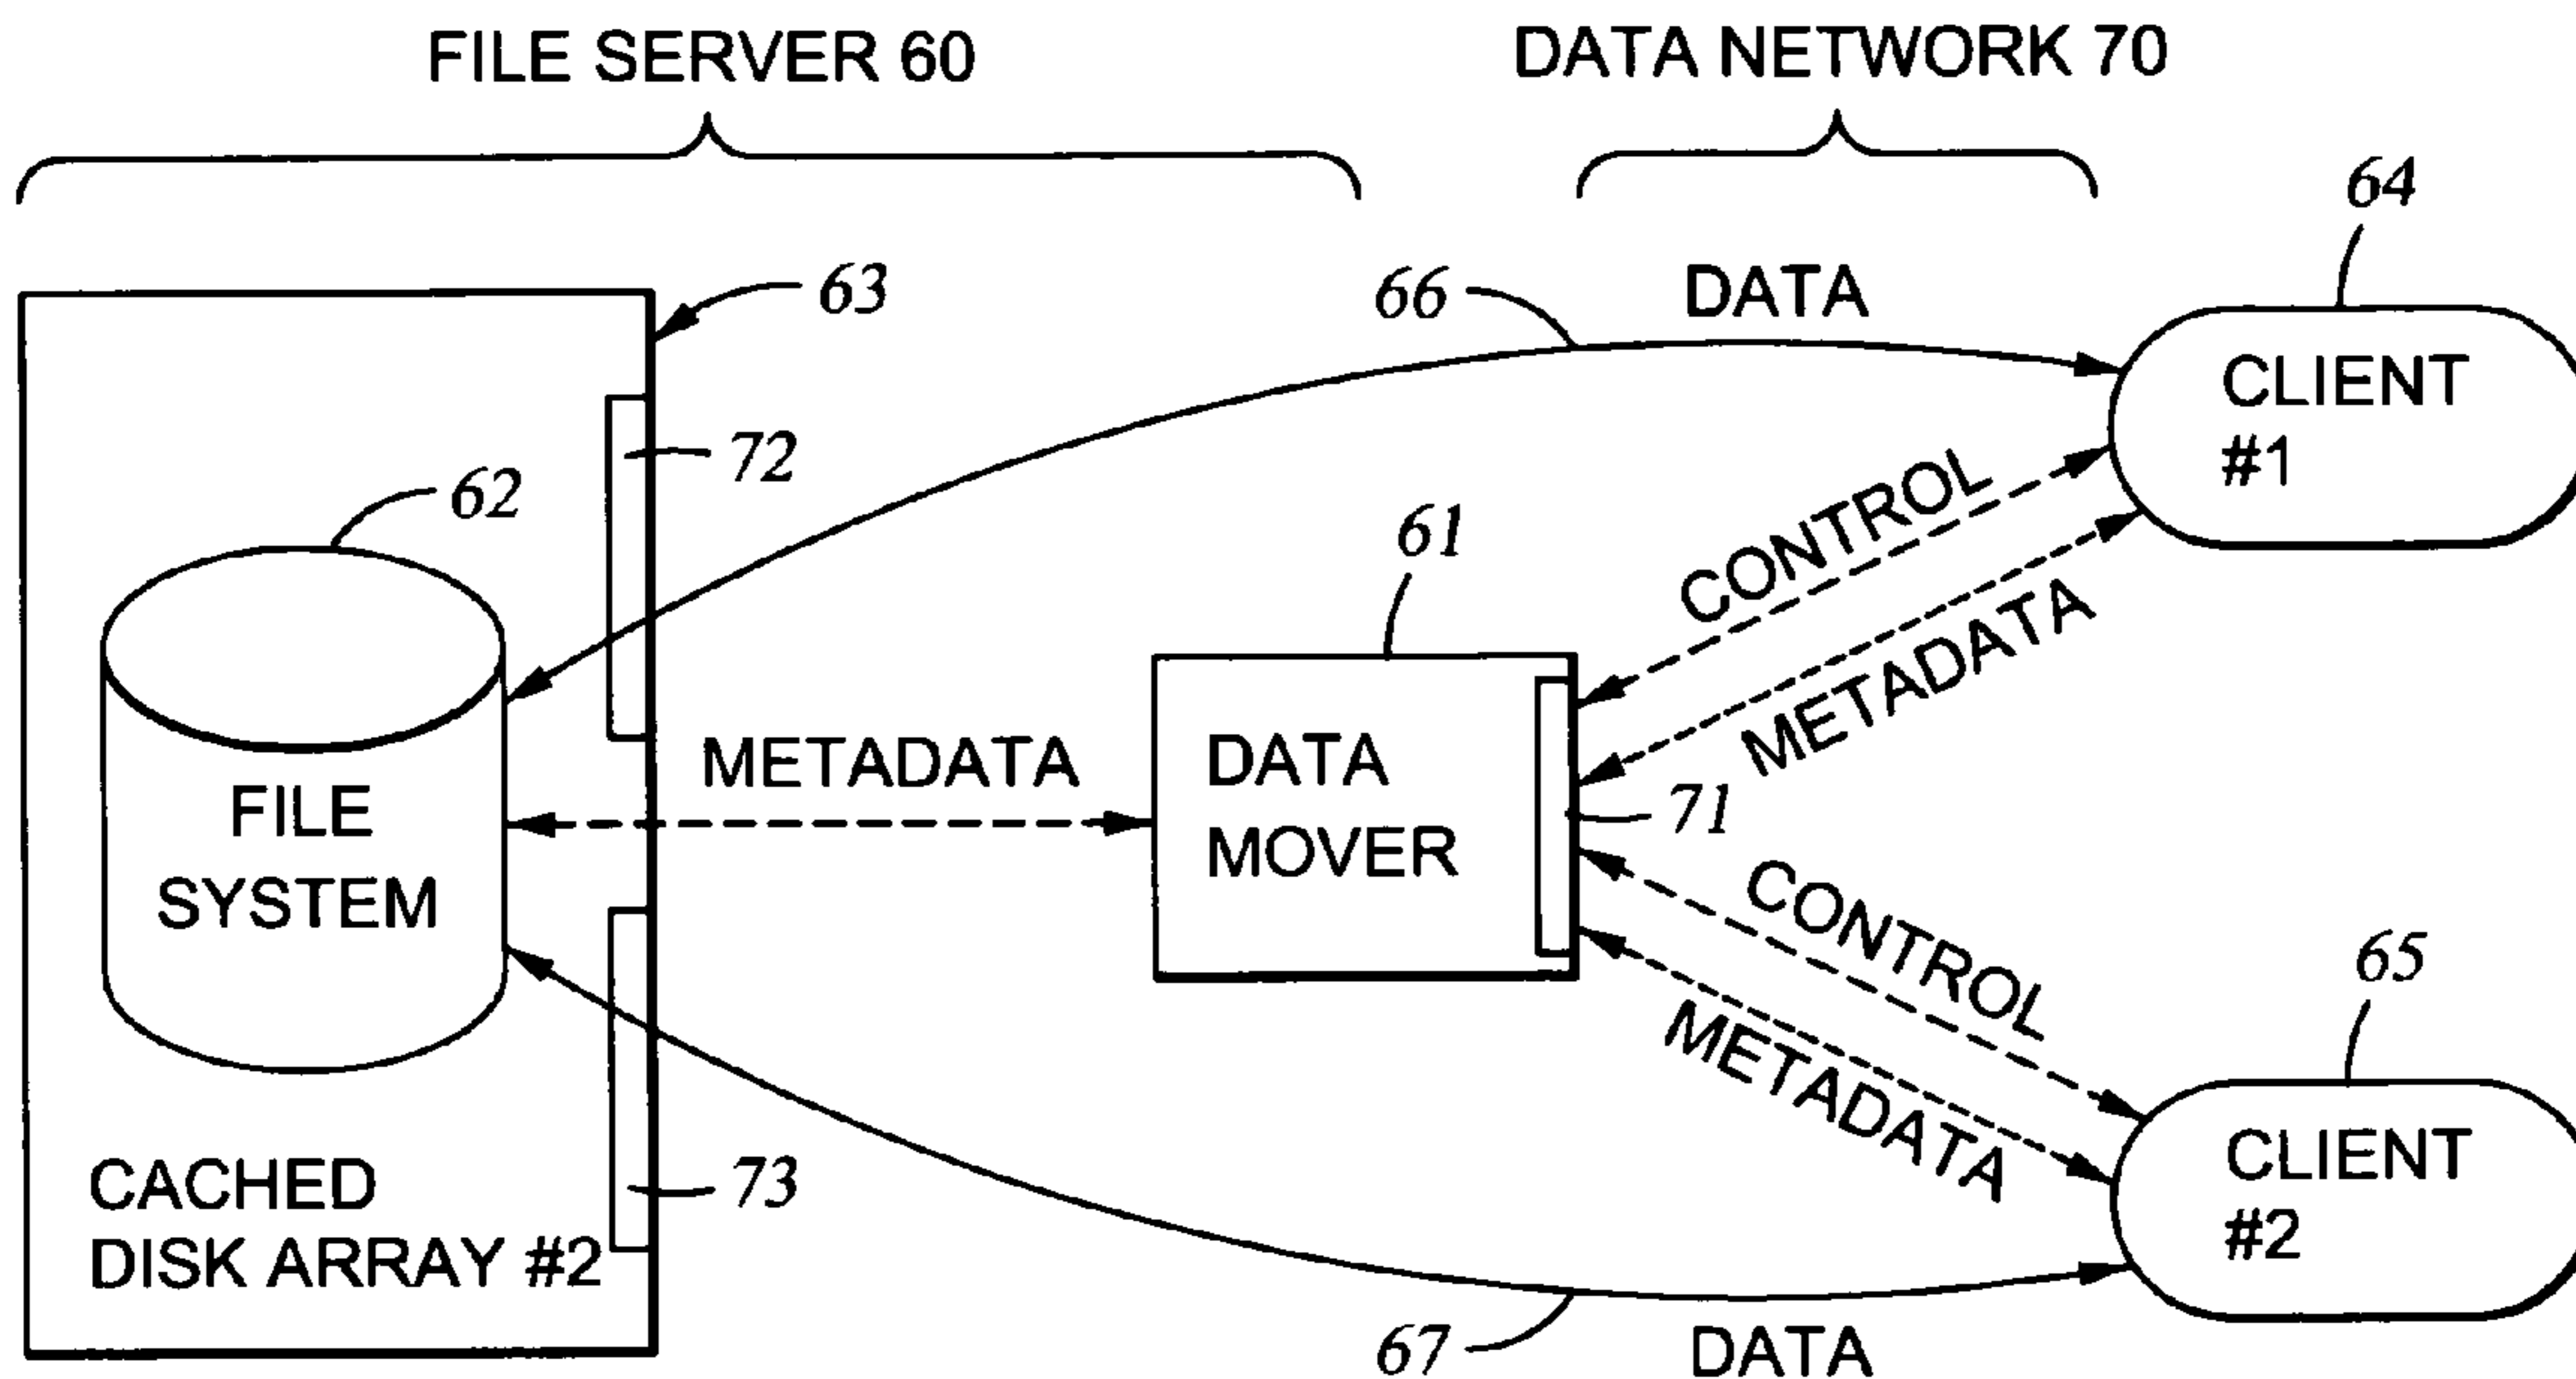 FILE SERVER 60
DATA NETWORK 70
64
63
66
DATA
CLIENT
#1
72
62
CONTROL
61
METADATA
METADATA
DATA
MOVER
71
FILE
SYSTEM
CONTROL
65
METADATA
CLIENT
#2
CACHED
DISK ARRAY #2
73
67
DATA